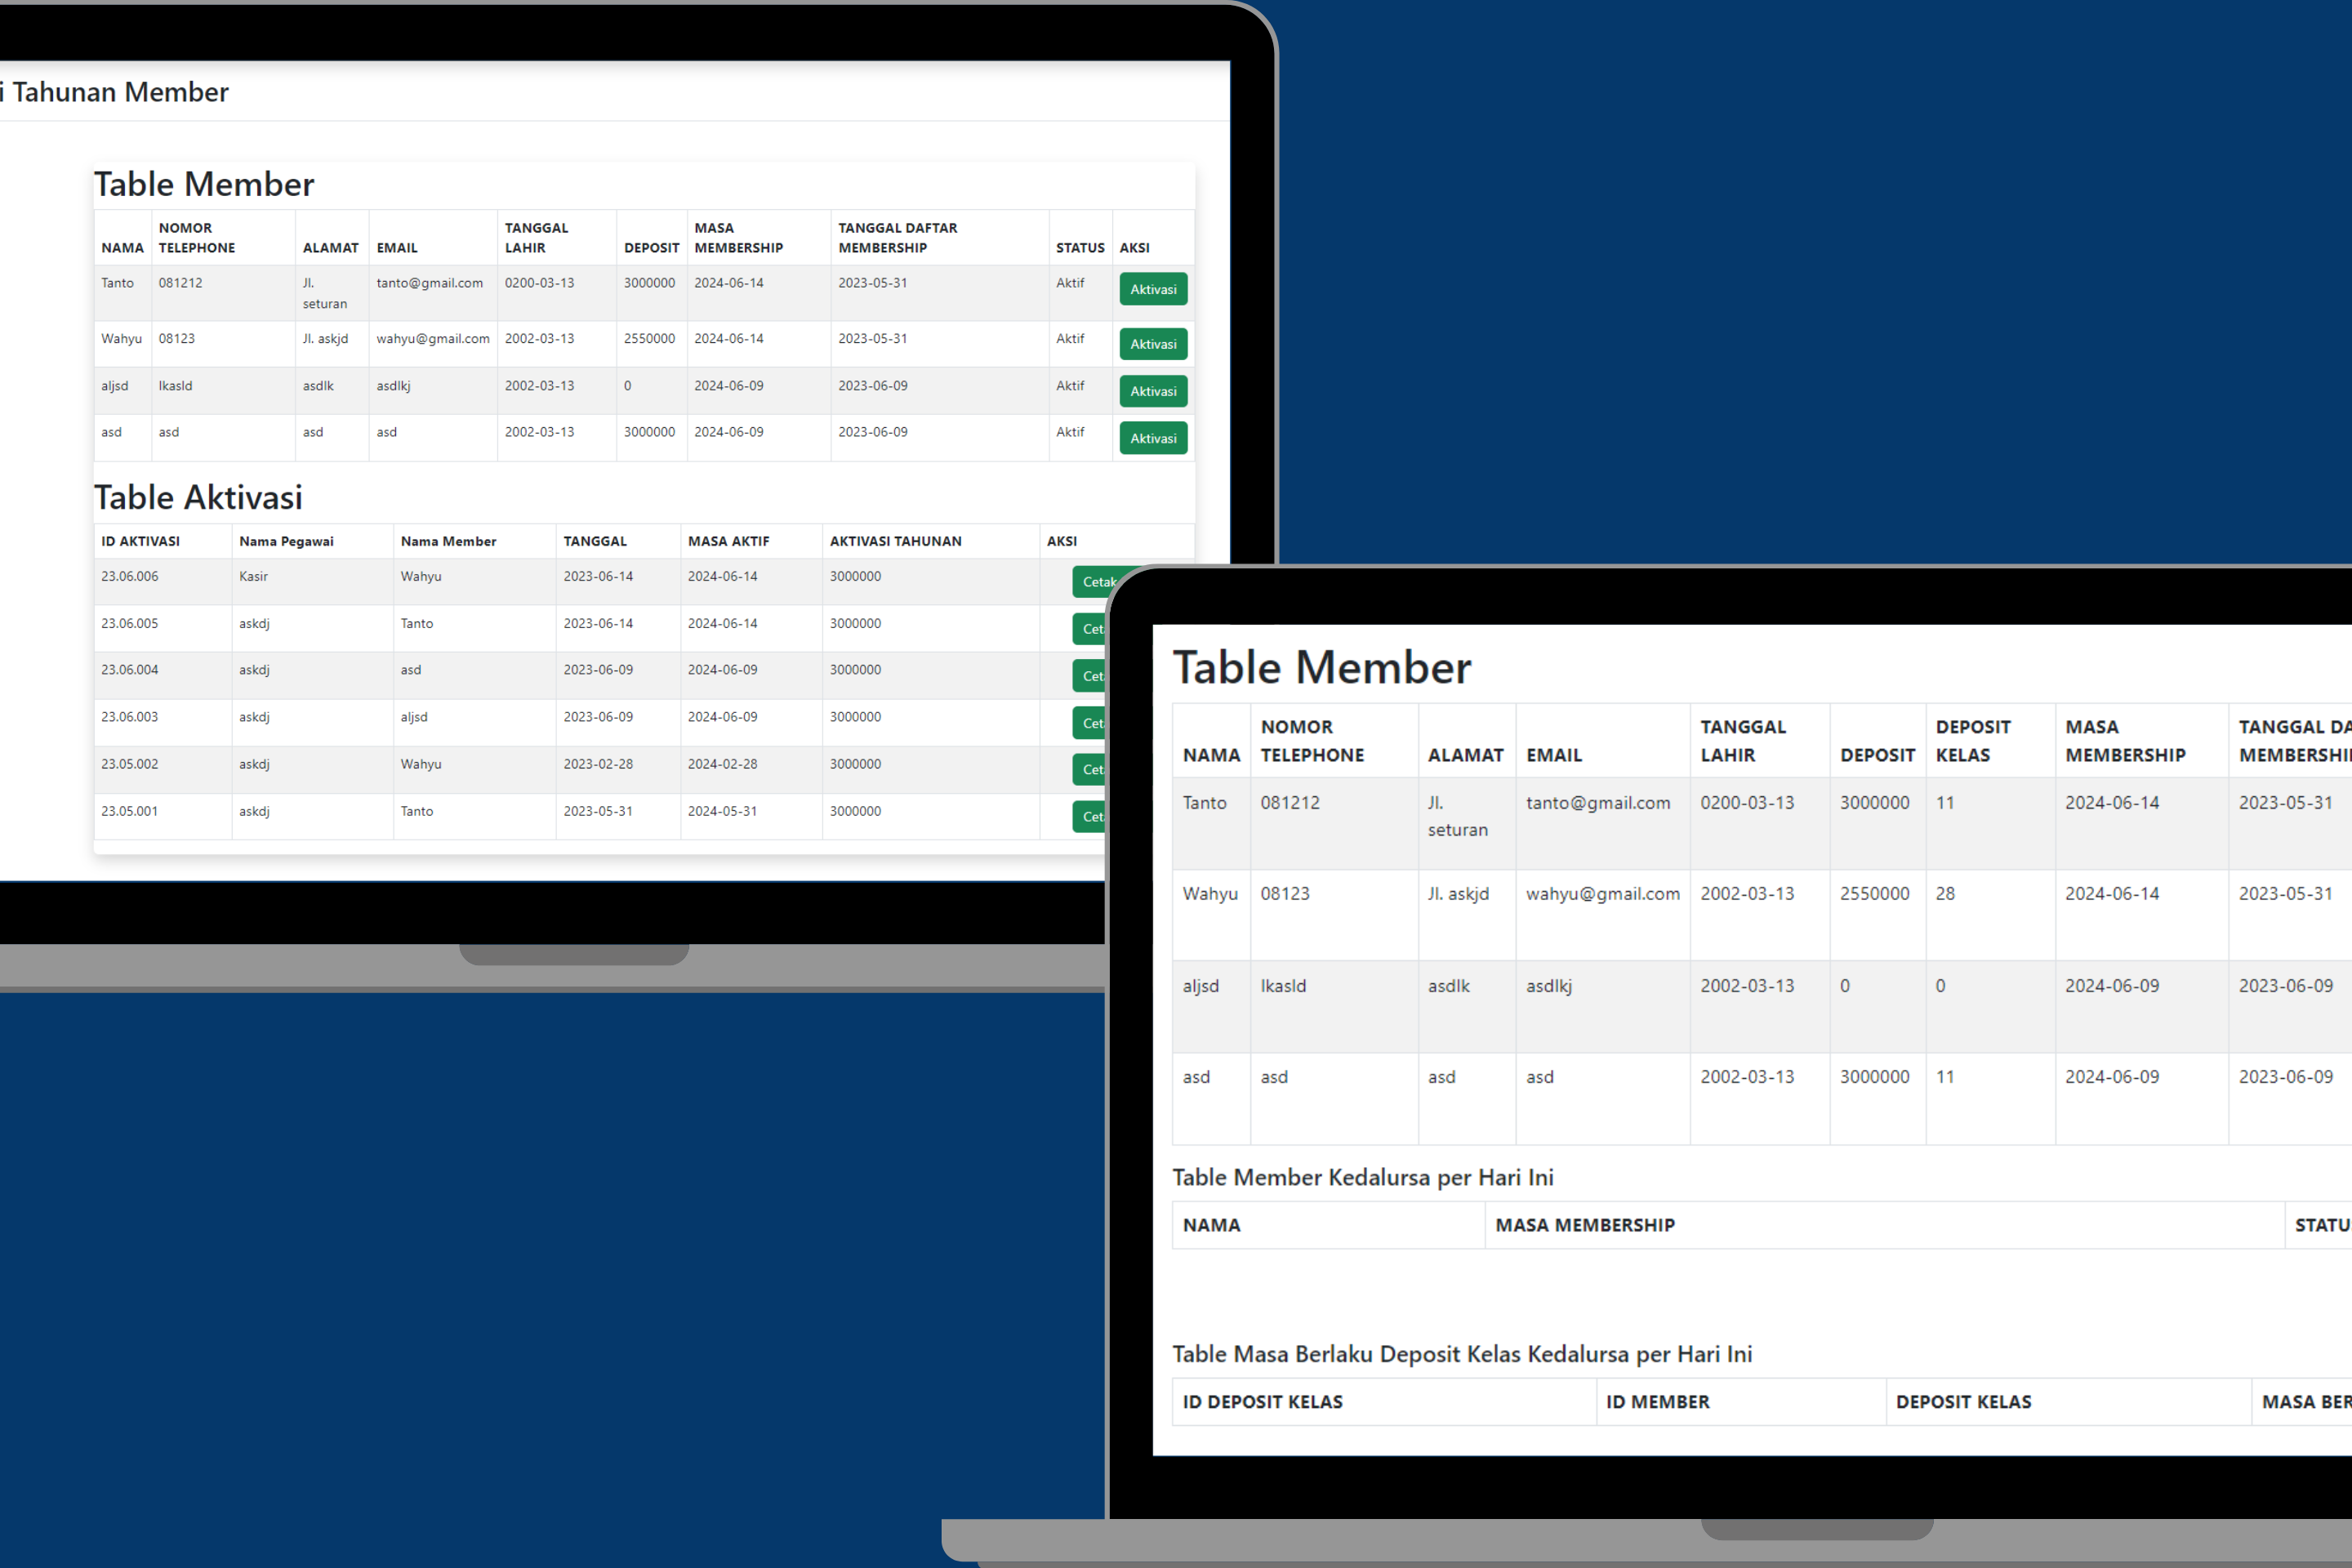 i Tahunan Member
Table Member
NAMA NOMOR TELEPHONE ALAMAT EMAIL TANGGAL LAHIR DEPOSIT MASA MEMBERSHIP TANGGAL DAFTAR MEMBERSHIP STATUS AKSI
Tanto 081212 Jl. seturan tanto@gmail.com 0200-03-13 3000000 2024-06-14 2023-05-31 Aktif Aktivasi
Wahyu 08123 Jl. askjd wahyu@gmail.com 2002-03-13 2550000 2024-06-14 2023-05-31 Aktif Aktivasi
aljsd lkasld asdlk asdlkj 2002-03-13 0 2024-06-09 2023-06-09 Aktif Aktivasi
asd asd asd asd 2002-03-13 3000000 2024-06-09 2023-06-09 Aktif Aktivasi
Table Aktivasi
ID AKTIVASI Nama Pegawai Nama Member TANGGAL MASA AKTIF AKTIVASI TAHUNAN AKSI
23.06.006 Kasir Wahyu 2023-06-14 2024-06-14 3000000 Cetak
23.06.005 askdj Tanto 2023-06-14 2024-06-14 3000000 Cet
23.06.004 askdj asd 2023-06-09 2024-06-09 3000000 Cet
23.06.003 askdj aljsd 2023-06-09 2024-06-09 3000000 Cet
23.05.002 askdj Wahyu 2023-02-28 2024-02-28 3000000 Cet
23.05.001 askdj Tanto 2023-05-31 2024-05-31 3000000 Cet
Table Member
NAMA NOMOR TELEPHONE ALAMAT EMAIL TANGGAL LAHIR DEPOSIT DEPOSIT KELAS MASA MEMBERSHIP TANGGAL DA MEMBERSHI
Tanto 081212 Jl. seturan tanto@gmail.com 0200-03-13 3000000 11 2024-06-14 2023-05-31
Wahyu 08123 Jl. askjd wahyu@gmail.com 2002-03-13 2550000 28 2024-06-14 2023-05-31
aljsd lkasld asdlk asdlkj 2002-03-13 0 0 2024-06-09 2023-06-09
asd asd asd asd 2002-03-13 3000000 11 2024-06-09 2023-06-09
Table Member Kedalursa per Hari Ini
NAMA MASA MEMBERSHIP STATU
Table Masa Berlaku Deposit Kelas Kedalursa per Hari Ini
ID DEPOSIT KELAS ID MEMBER DEPOSIT KELAS MASA BER